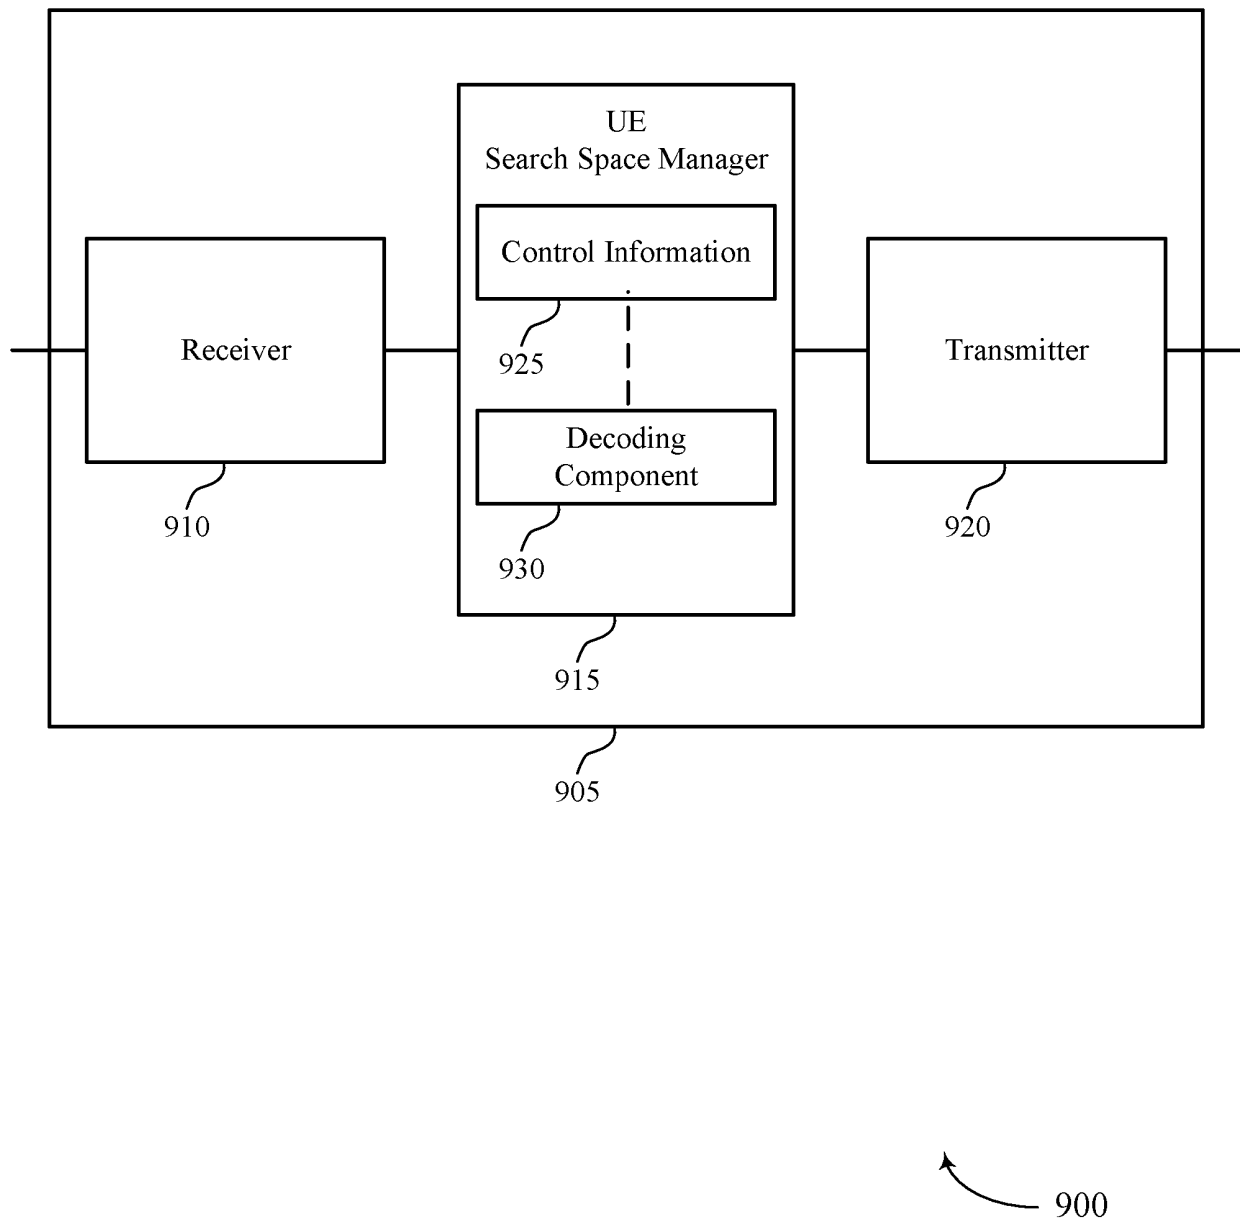 UE
Search Space Manager
Control Information
925
Receiver
910
Decoding
Component
930
Transmitter
920
915
905
900